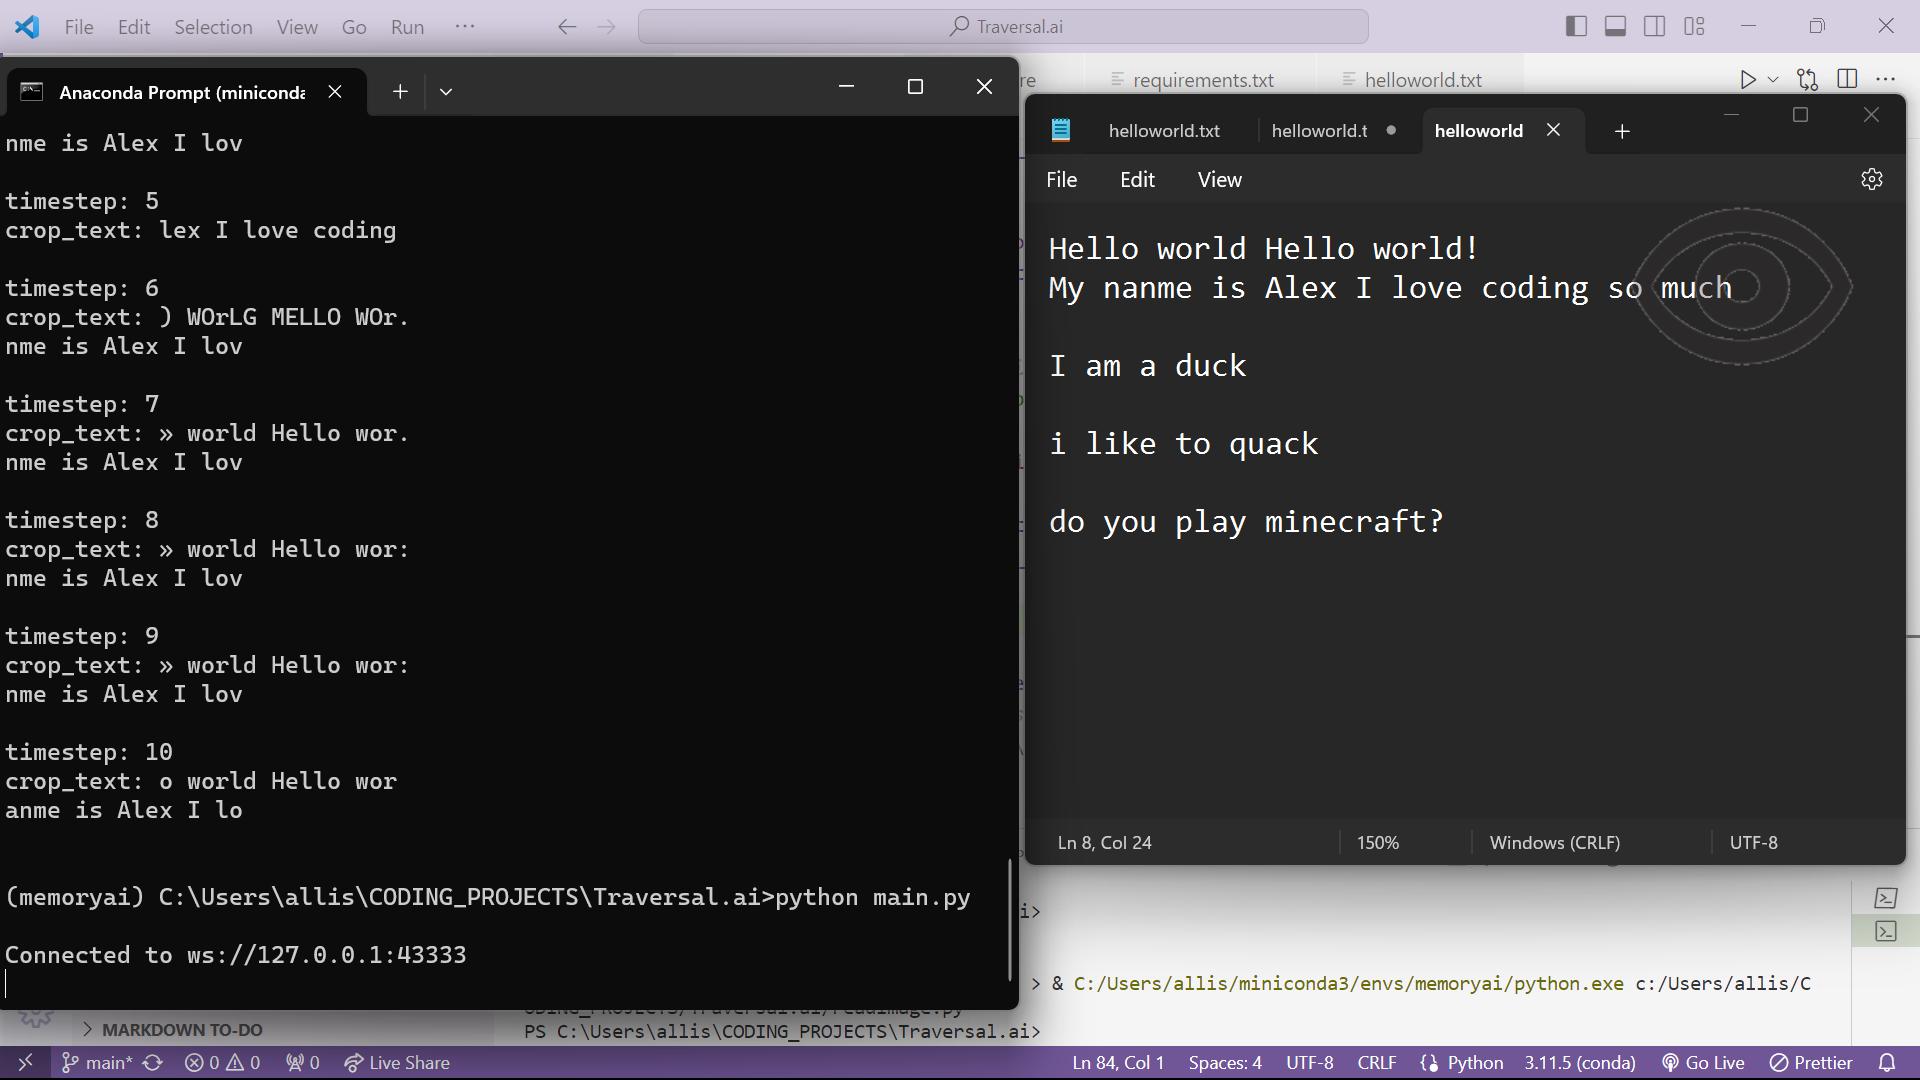 File Edit Selection View Go Run ···
Traversal.ai
requirements.txt helloworld.txt
Anaconda Prompt (miniconda
nme is Alex I lov
timestep: 5
crop_text: lex I love coding
timestep: 6
crop_text: ) WOrLG MELLO WOr.
nme is Alex I lov
timestep: 7
crop_text: » world Hello wor.
nme is Alex I lov
timestep: 8
crop_text: » world Hello wor:
nme is Alex I lov
timestep: 9
crop_text: » world Hello wor:
nme is Alex I lov
timestep: 10
crop_text: o world Hello wor
anme is Alex I lo
(memoryai) C:\Users\allis\CODING_PROJECTS\Traversal.ai>python main.py
Connected to ws://127.0.0.1:43333
helloworld.txt helloworld.t helloworld
File Edit View
Hello world Hello world!
My nanme is Alex I love coding so much
I am a duck
i like to quack
do you play minecraft?
Ln 8, Col 24 150% Windows (CRLF) UTF-8
i>
> & C:/Users/allis/miniconda3/envs/memoryai/python.exe c:/Users/allis/C
PS C:\Users\allis\CODING_PROJECTS\Traversal.ai>
MARKDOWN TO-DO
main* 0 0 0 Live Share Ln 84, Col 1 Spaces: 4 UTF-8 CRLF Python 3.11.5 (conda) Go Live Prettier